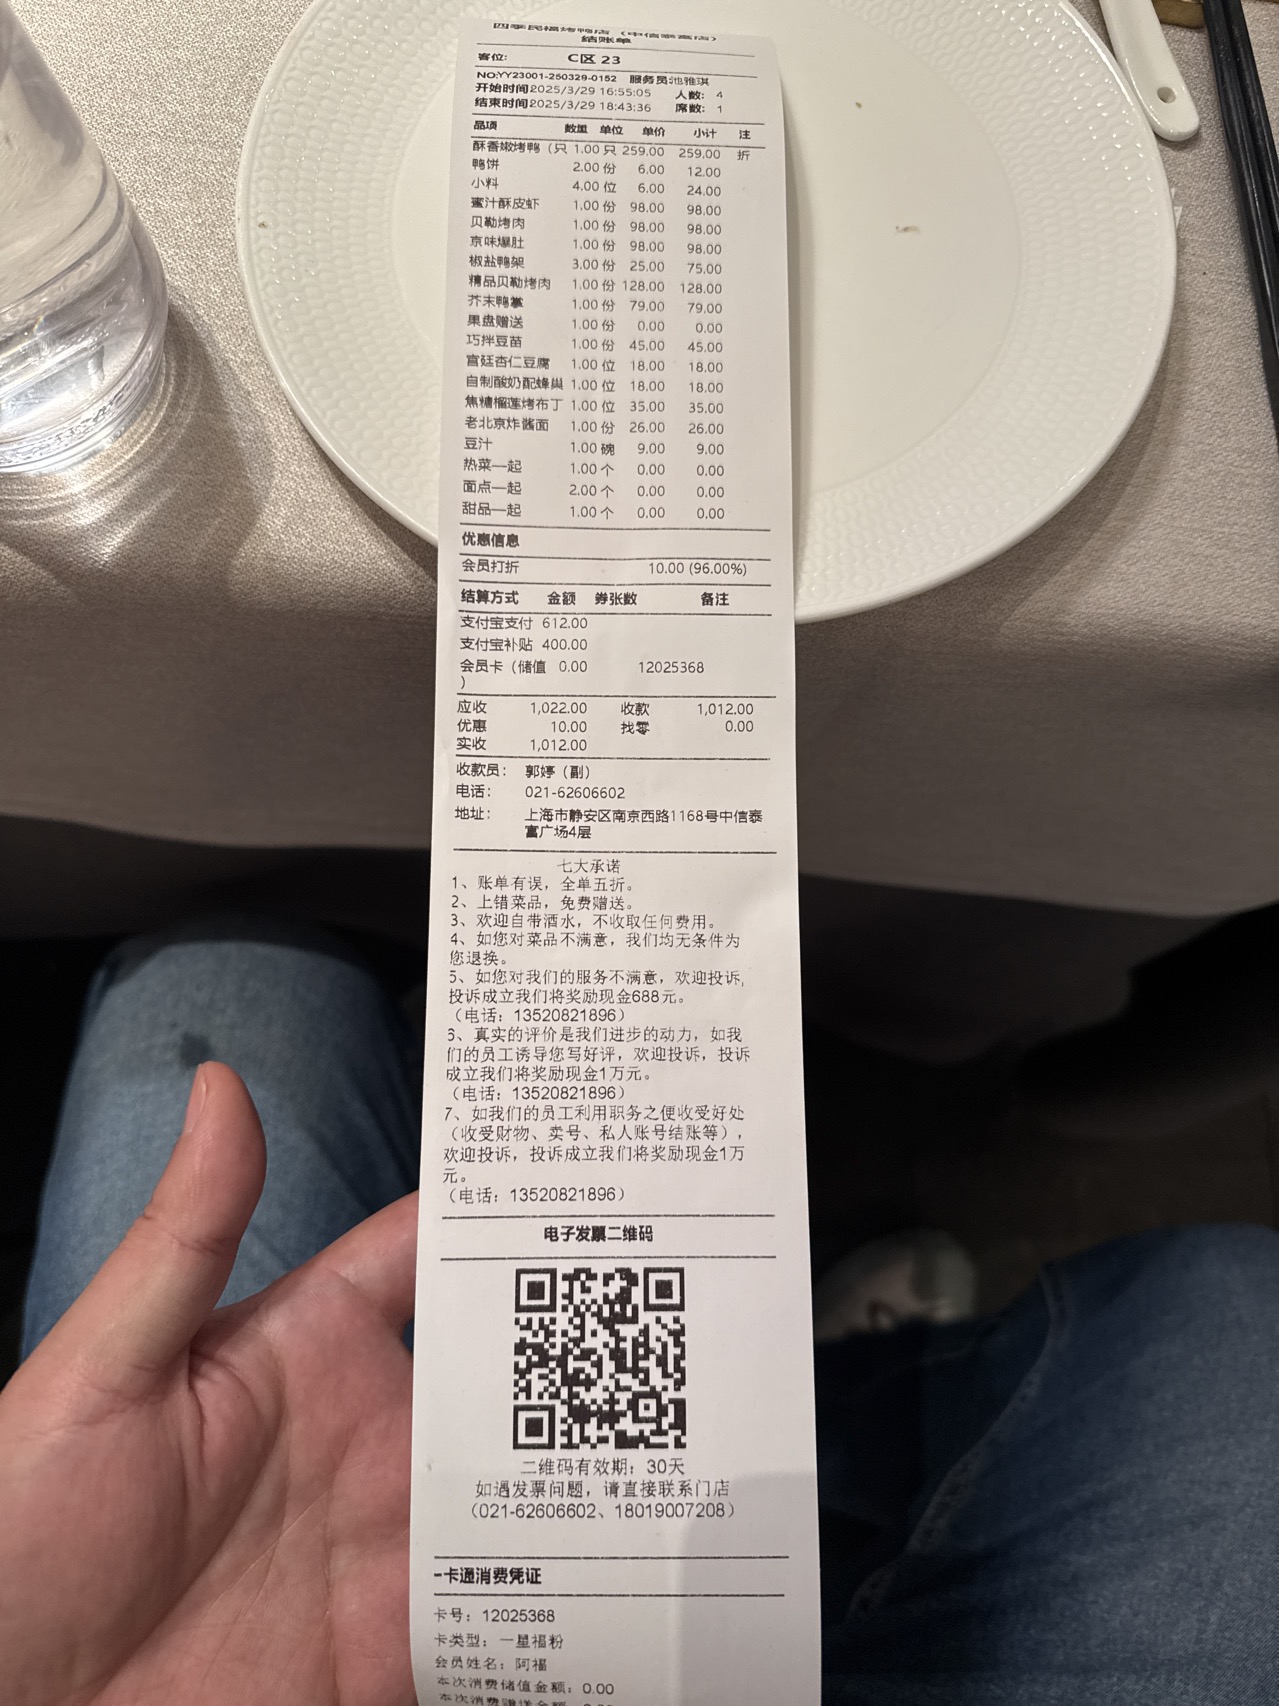 四季民福烤鸭店（中信泰富店）
结账单
客位： C区 23
NO:YY23001-250329-0152 服务员:池雅琪
开始时间2025/3/29 16:55:05 人数： 4
结束时间2025/3/29 18:43:36 席数： 1
品项 数量 单位 单价 小计 注
酥香嫩烤鸭（只 1.00 只 259.00 259.00 折
鸭饼 2.00 份 6.00 12.00
小料 4.00 位 6.00 24.00
蜜汁酥皮虾 1.00 份 98.00 98.00
贝勒烤肉 1.00 份 98.00 98.00
京味爆肚 1.00 份 98.00 98.00
椒盐鸭架 3.00 份 25.00 75.00
精品贝勒烤肉 1.00 份 128.00 128.00
芥末鸭掌 1.00 份 79.00 79.00
果盘赠送 1.00 份 0.00 0.00
巧拌豆苗 1.00 份 45.00 45.00
宫廷杏仁豆腐 1.00 位 18.00 18.00
自制酸奶配蜂巢 1.00 位 18.00 18.00
焦糖榴莲烤布丁 1.00 位 35.00 35.00
老北京炸酱面 1.00 份 26.00 26.00
豆汁 1.00 碗 9.00 9.00
热菜一起 1.00 个 0.00 0.00
面点一起 2.00 个 0.00 0.00
甜品一起 1.00 个 0.00 0.00
优惠信息
会员打折 10.00 (96.00%)
结算方式 金额 券张数 备注
支付宝支付 612.00
支付宝补贴 400.00
会员卡（储值 0.00 12025368
）
应收 1,022.00 收款 1,012.00
优惠 10.00 找零 0.00
实收 1,012.00
收款员： 郭婷（副）
电话： 021-62606602
地址： 上海市静安区南京西路1168号中信泰
富广场4层
七大承诺
1、账单有误，全单五折。
2、上错菜品，免费赠送。
3、欢迎自带酒水，不收取任何费用。
4、如您对菜品不满意，我们均无条件为
您退换。
5、如您对我们的服务不满意，欢迎投诉,
投诉成立我们将奖励现金688元。
（电话：13520821896）
6、真实的评价是我们进步的动力，如我
们的员工诱导您写好评，欢迎投诉，投诉
成立我们将奖励现金1万元。
（电话：13520821896）
7、如我们的员工利用职务之便收受好处
（收受财物、卖号、私人账号结账等），
欢迎投诉，投诉成立我们将奖励现金1万
元。
（电话：13520821896）
电子发票二维码
二维码有效期：30天
如遇发票问题，请直接联系门店
（021-62606602、18019007208）
-卡通消费凭证
卡号：12025368
卡类型：一星福粉
会员姓名：阿福
本次消费储值金额：0.00
本次消费赠送金额：